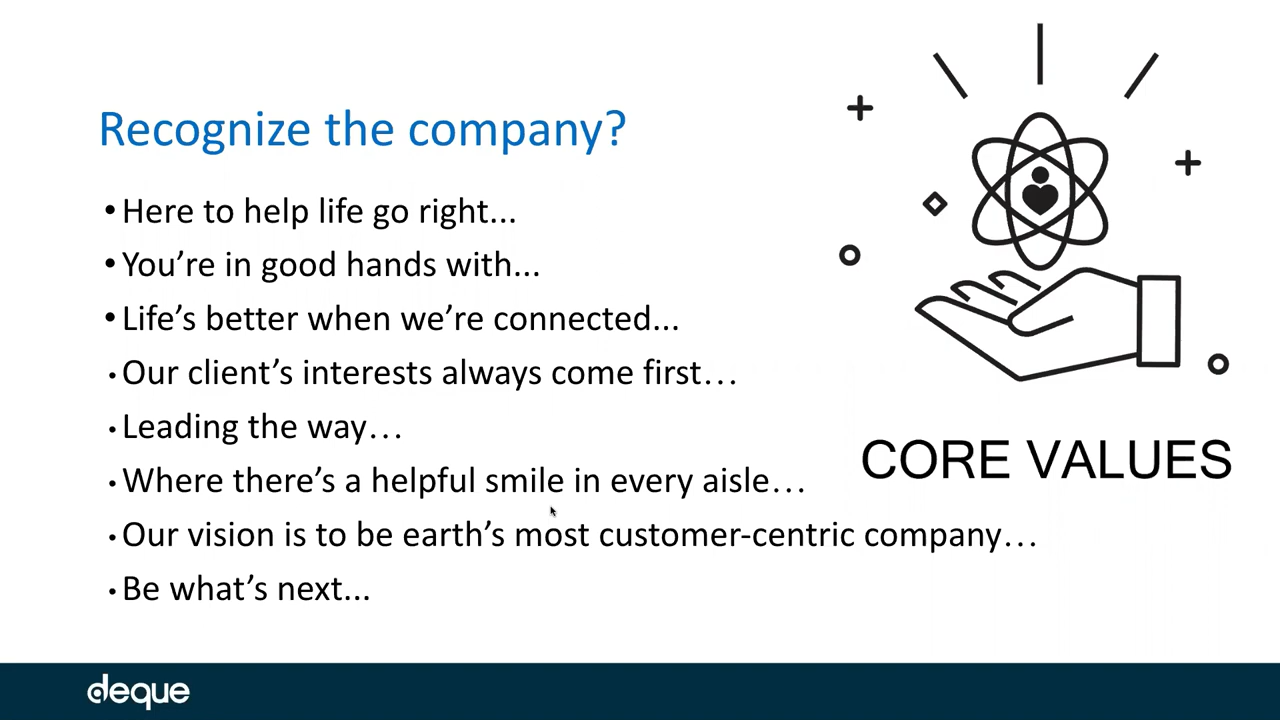 Recognize the company?
• Here to help life go right...
• You’re in good hands with...
• Life’s better when we’re connected...
• Our client’s interests always come first…
• Leading the way…
• Where there’s a helpful smile in every aisle…
• Our vision is to be earth’s most customer-centric company…
• Be what’s next...
CORE VALUES
deque